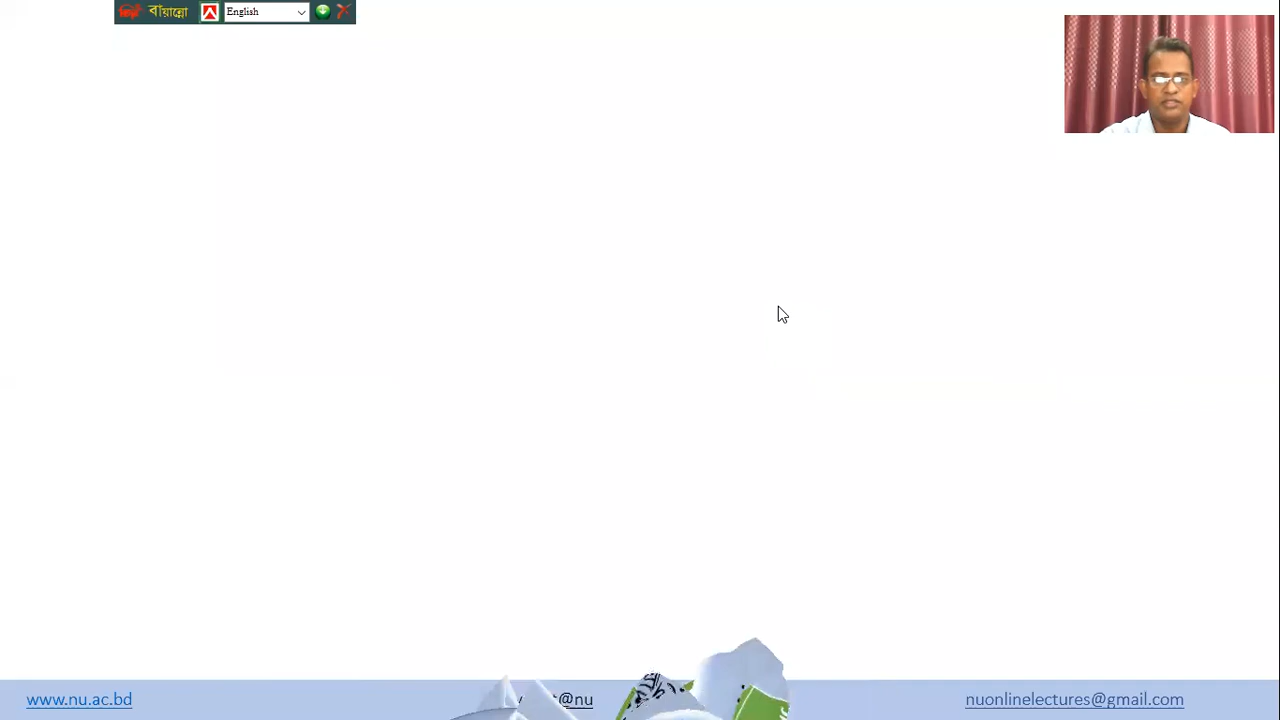 বায়ান্নো
English
www.nu.ac.bd
@nu
nuonlinelectures@gmail.com